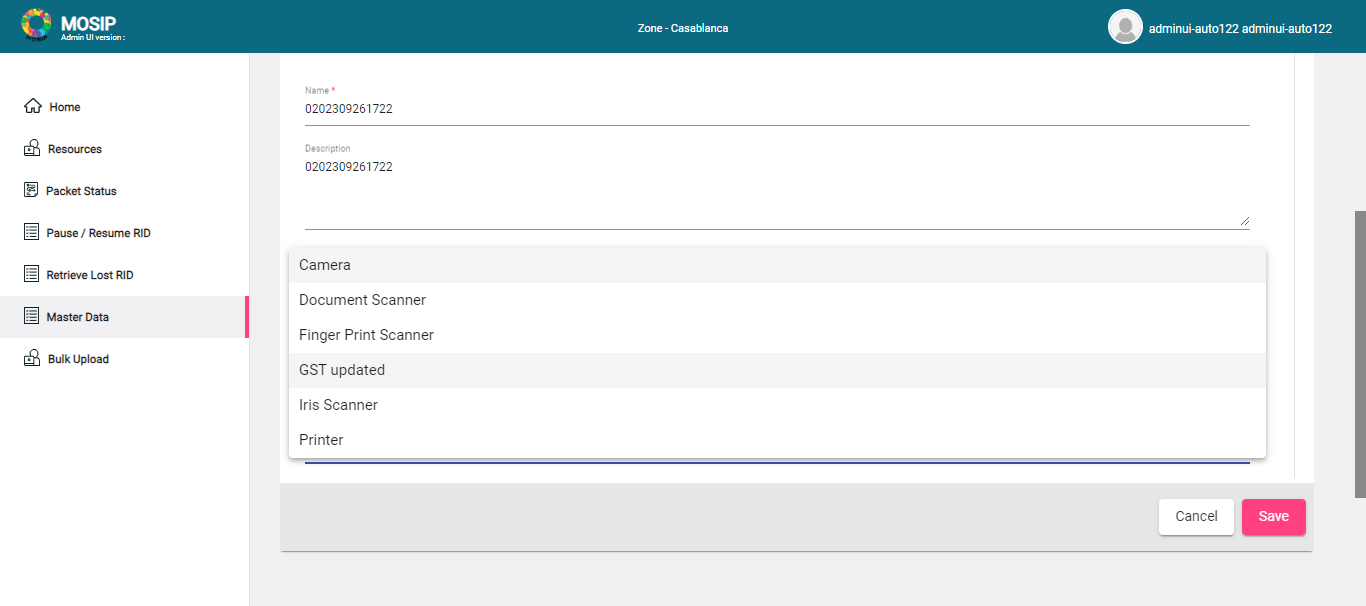 MOSIP
Admin UI version :
Zone - Casablanca
adminui-auto122 adminui-auto122
Home
Resources
Packet Status
Pause / Resume RID
Retrieve Lost RID
Master Data
Bulk Upload
Name *
0202309261722
Description
0202309261722
Camera
Document Scanner
Finger Print Scanner
GST updated
Iris Scanner
Printer
Cancel
Save